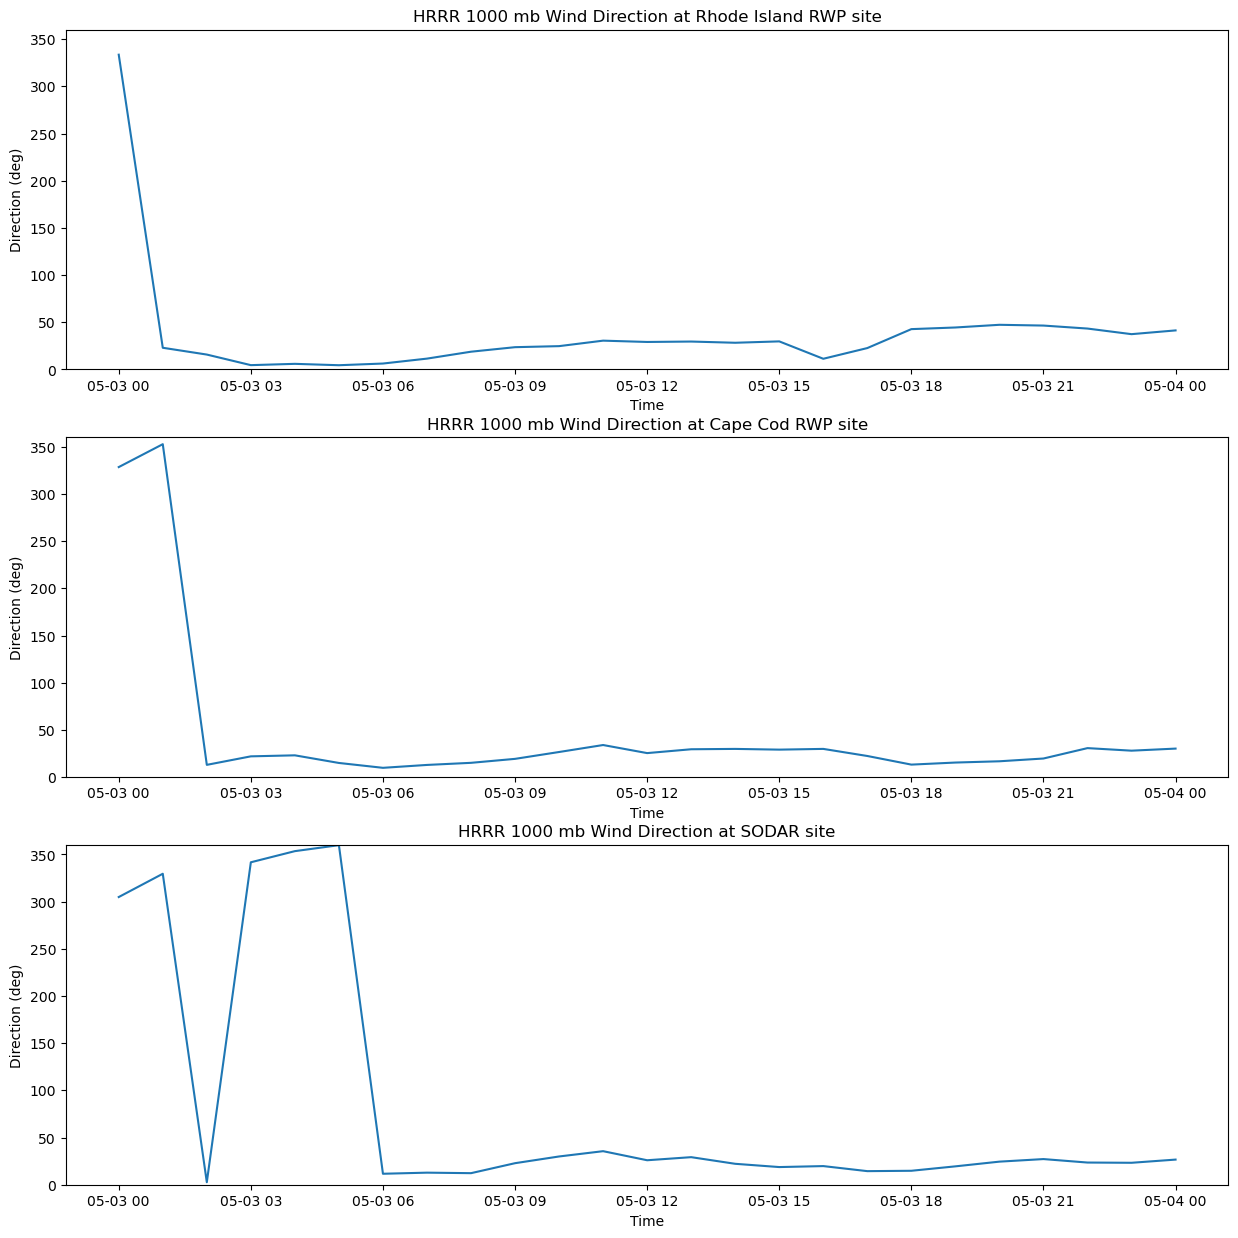 HRRR 1000 mb Wind Direction at Rhode Island RWP site
350
300
250
200
150
100
50
0
Direction (deg)
05-03 00 05-03 03 05-03 06 05-03 09 05-03 12 05-03 15 05-03 18 05-03 21 05-04 00
Time
HRRR 1000 mb Wind Direction at Cape Cod RWP site
350
300
250
200
150
100
50
0
Direction (deg)
05-03 00 05-03 03 05-03 06 05-03 09 05-03 12 05-03 15 05-03 18 05-03 21 05-04 00
Time
HRRR 1000 mb Wind Direction at SODAR site
350
300
250
200
150
100
50
0
Direction (deg)
05-03 00 05-03 03 05-03 06 05-03 09 05-03 12 05-03 15 05-03 18 05-03 21 05-04 00
Time